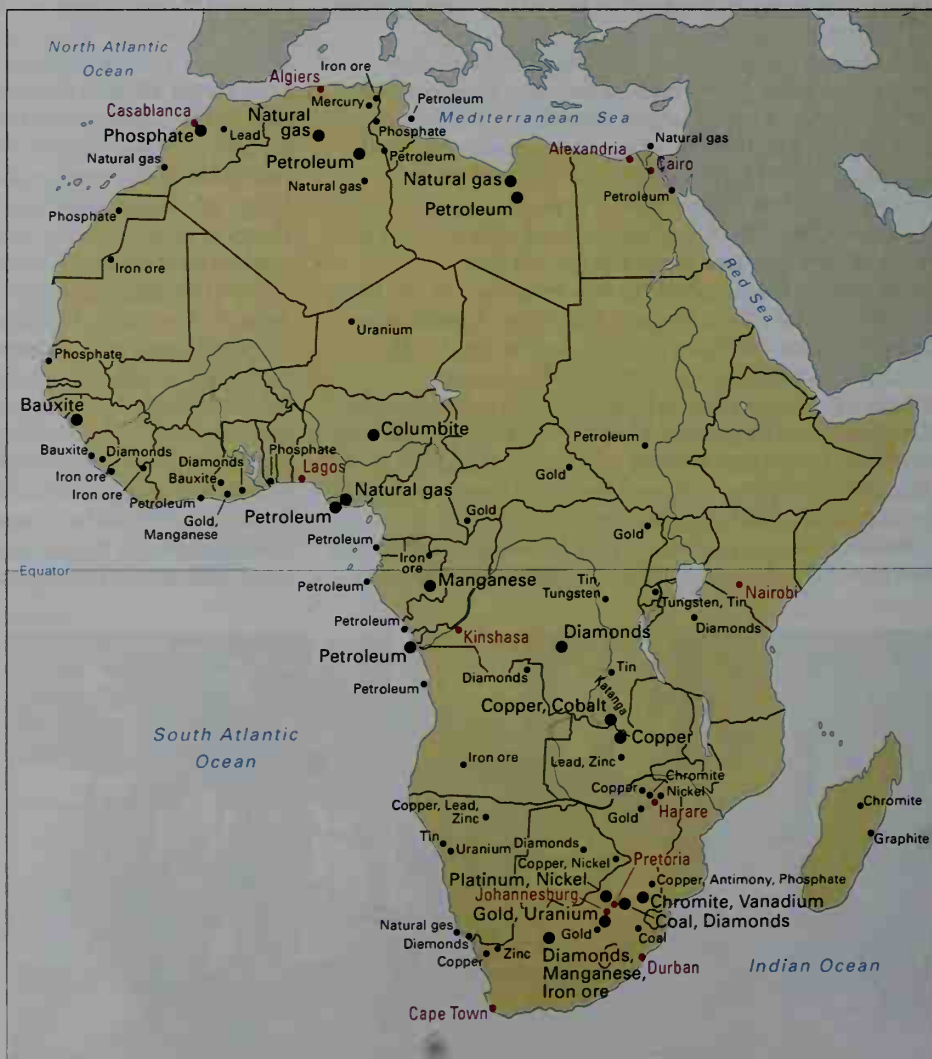 North Atlantic
Ocean
Iron ore
Algiers
Mercury
Petroleum
Casablanca
Natural
gas
Mediterranean Sea
Phosphate
Lead
Phosphate
Natural gas
Alexandria
Petroleum
Petroleum
Cairo
Natural gas
Natural gas
Natural gas
Petroleum
Petroleum
Phosphate
Iron ore
Red Sea
Uranium
Phosphate
Bauxite
Columbite
Petroleum
Bauxite
Diamonds
Diamonds
Phosphate
Iron ore
Bauxite
Lagos
Gold
Iron ore
Petroleum
Natural gas
Gold,
Manganese
Petroleum
Gold
Gold
Petroleum
Iron
ore
Equator
Petroleum
Manganese
Tin,
Tungsten
Nairobi
Tungsten, Tin
Petroleum
Diamonds
Kinshasa
Diamonds
Petroleum
Diamonds
Tin
Petroleum
Katanga
Copper, Cobalt
South Atlantic
Ocean
Copper
Iron ore
Lead, Zinc
Chromite
Copper
Nickel
Copper, Lead,
Zinc
Gold
Harare
Chromite
Tin
Uranium
Diamonds
Graphite
Copper, Nickel
Pretoria
Platinum, Nickel
Copper, Antimony, Phosphate
Johannesburg
Chromite, Vanadium
Gold, Uranium
Coal, Diamonds
Natural ges
Gold
Coal
Diemonds
Zinc
Copper
Diamonds,
Manganese,
Iron ore
Durban
Indian Ocean
Cape Town